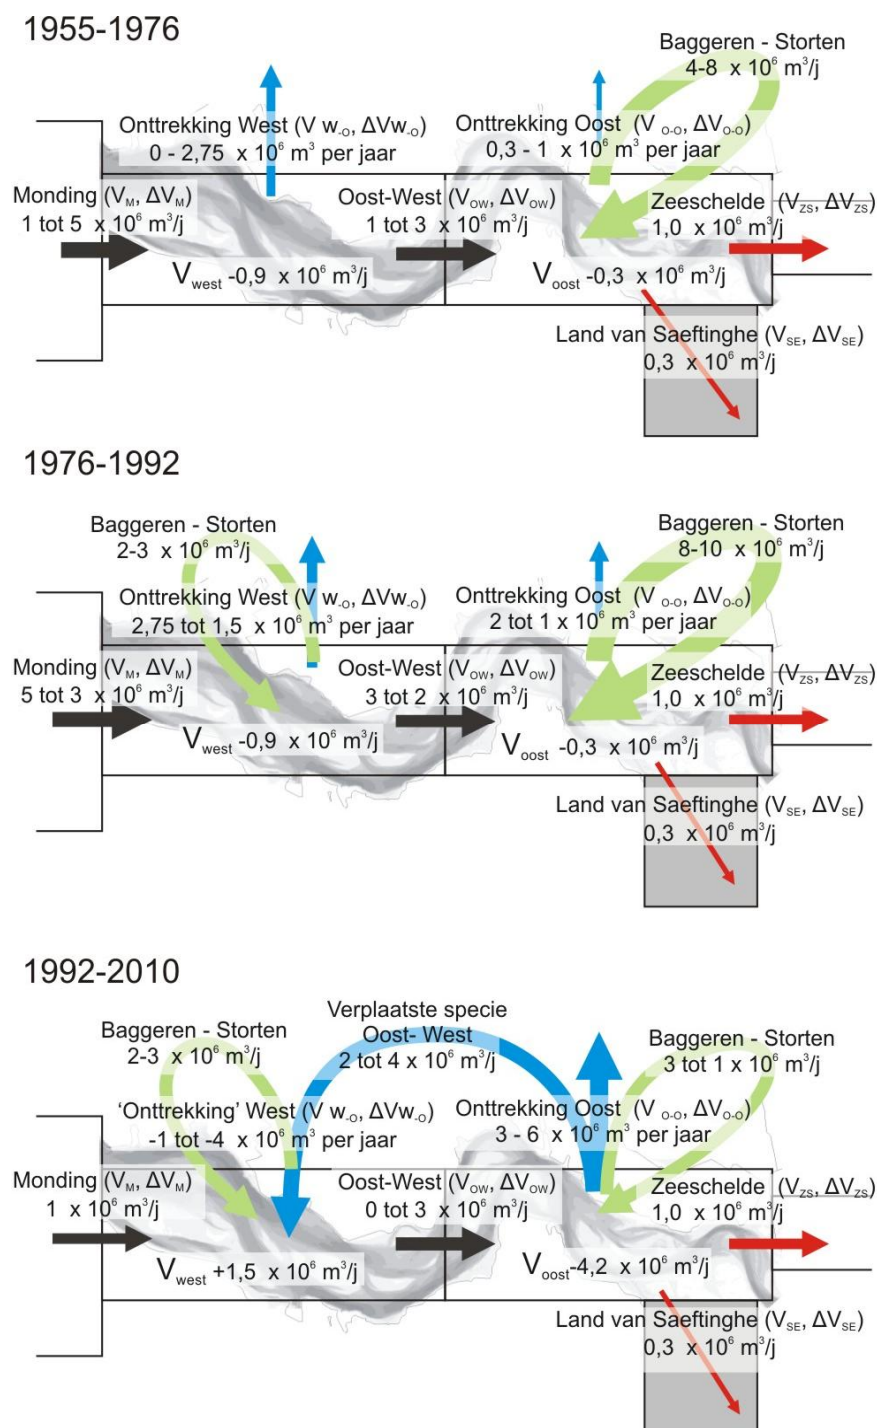 1955-1976
Baggeren - Storten
4-8 x 10⁶ m³/j
Onttrekking West (V w-O, ΔVw-O)
0 - 2,75 x 10⁶ m³ per jaar
Onttrekking Oost (V O-O, ΔV O-O)
0,3 - 1 x 10⁶ m³ per jaar
Monding (VM, ΔVM)
1 tot 5 x 10⁶ m³/j
Oost-West (VOW, ΔVOW)
1 tot 3 x 10⁶ m³/j
Zeeschelde (VZS, ΔVZS)
1,0 x 10⁶ m³/j
Vwest -0,9 x 10⁶ m³/j
Voost -0,3 x 10⁶ m³/j
Land van Saeftinghe (VSE, ΔVSE)
0,3 x 10⁶ m³/j
1976-1992
Baggeren - Storten
2-3 x 10⁶ m³/j
Baggeren - Storten
8-10 x 10⁶ m³/j
Onttrekking West (V w-O, ΔVw-O)
2,75 tot 1,5 x 10⁶ m³ per jaar
Onttrekking Oost (V O-O, ΔV O-O)
2 tot 1 x 10⁶ m³ per jaar
Monding (VM, ΔVM)
5 tot 3 x 10⁶ m³/j
Oost-West (VOW, ΔVOW)
3 tot 2 x 10⁶ m³/j
Zeeschelde (VZS, ΔVZS)
1,0 x 10⁶ m³/j
Vwest -0,9 x 10⁶ m³/j
Voost -0,3 x 10⁶ m³/j
Land van Saeftinghe (VSE, ΔVSE)
0,3 x 10⁶ m³/j
1992-2010
Verplaatste specie
Oost- West
2 tot 4 x 10⁶ m³/j
Baggeren - Storten
2-3 x 10⁶ m³/j
Baggeren - Storten
3 tot 1 x 10⁶ m³/j
‘Onttrekking’ West (V w-O, ΔVw-O)
-1 tot -4 x 10⁶ m³ per jaar
Onttrekking Oost (V O-O, ΔV O-O)
3 - 6 x 10⁶ m³ per jaar
Monding (VM, ΔVM)
1 x 10⁶ m³/j
Oost-West (VOW, ΔVOW)
0 tot 3 x 10⁶ m³/j
Zeeschelde (VZS, ΔVZS)
1,0 x 10⁶ m³/j
Vwest +1,5 x 10⁶ m³/j
Voost-4,2 x 10⁶ m³/j
Land van Saeftinghe (VSE, ΔVSE)
0,3 x 10⁶ m³/j